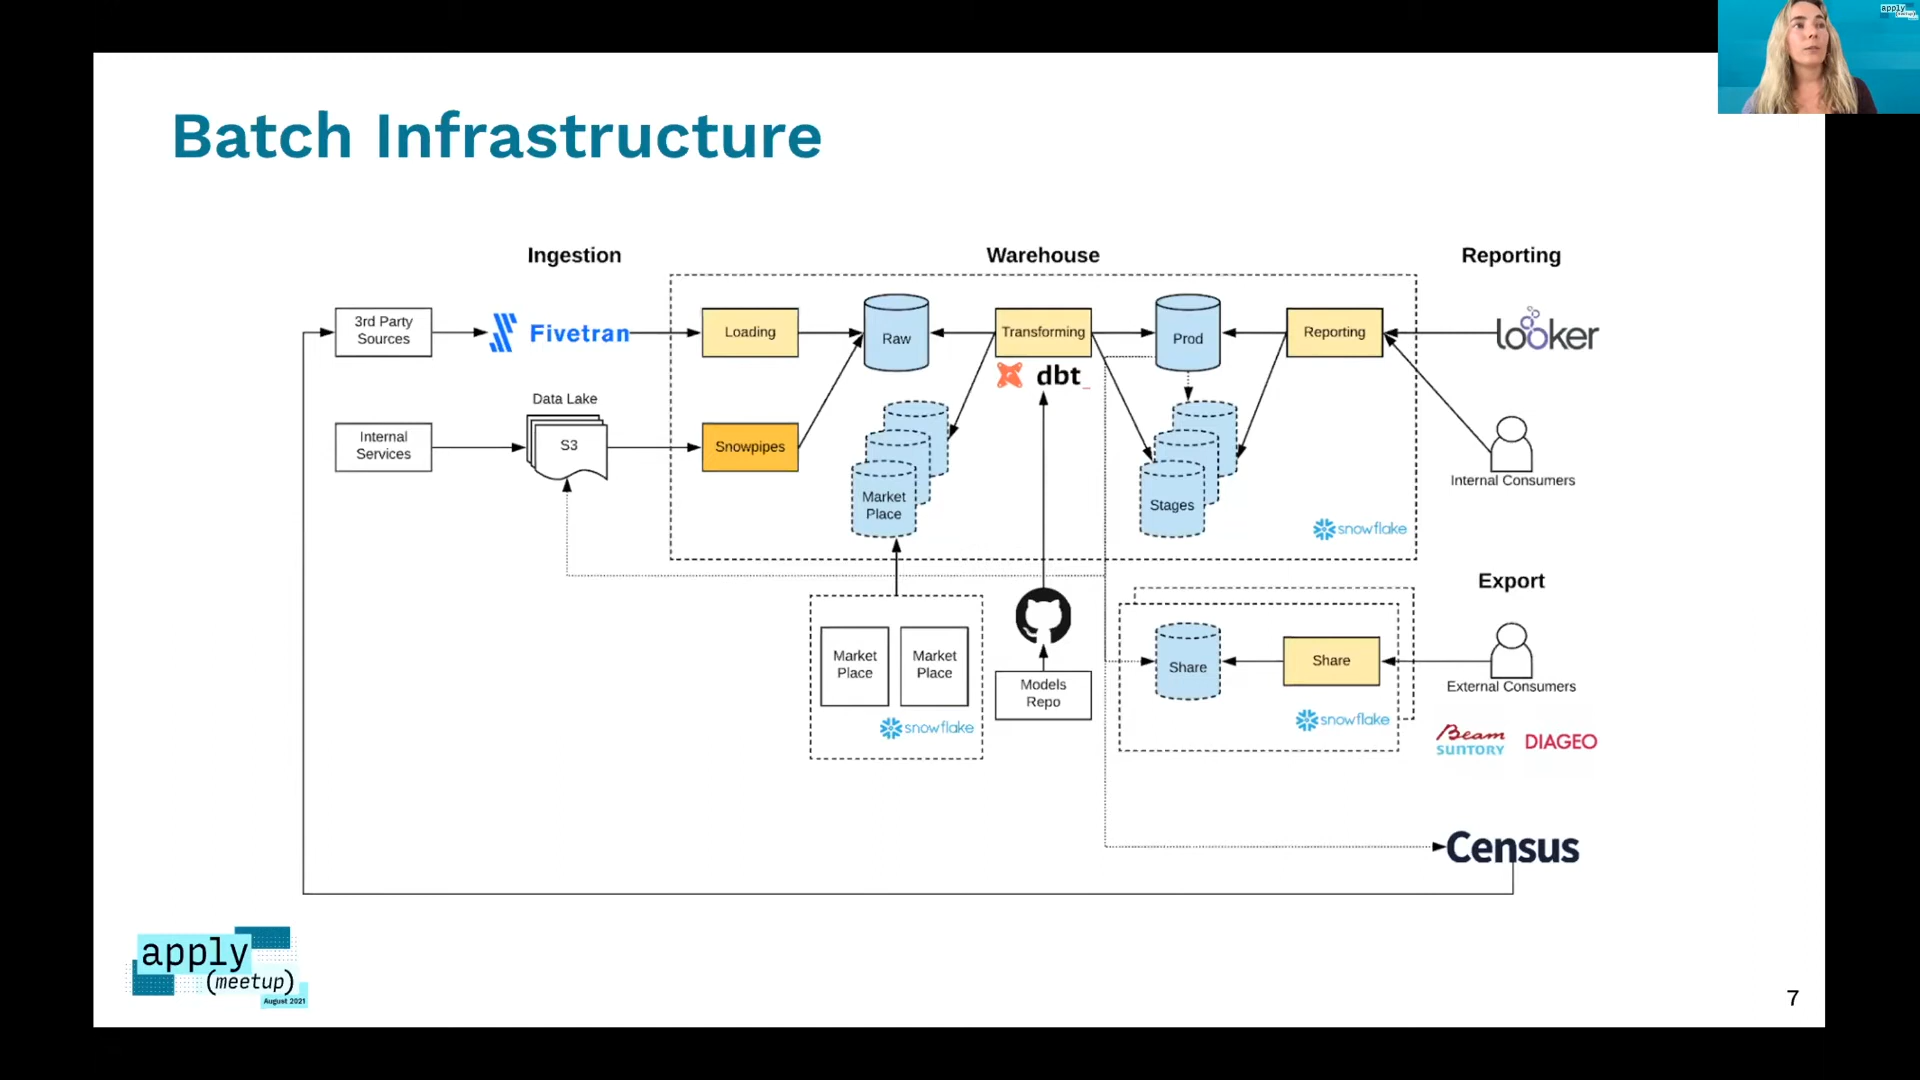 apply
Batch Infrastructure
Ingestion
Warehouse
Reporting
3rd Party
Sources
Fivetran
Loading
Raw
Transforming
dbt_
Prod
Reporting
looker
Data Lake
Internal
Services
S3
Snowpipes
Market
Place
Stages
Internal Consumers
snowflake
Export
Market
Place
Market
Place
snowflake
Models
Repo
Share
Share
snowflake
External Consumers
Beam
SUNTORY
DIAGEO
Census
apply
(meetup)
August 2021
7